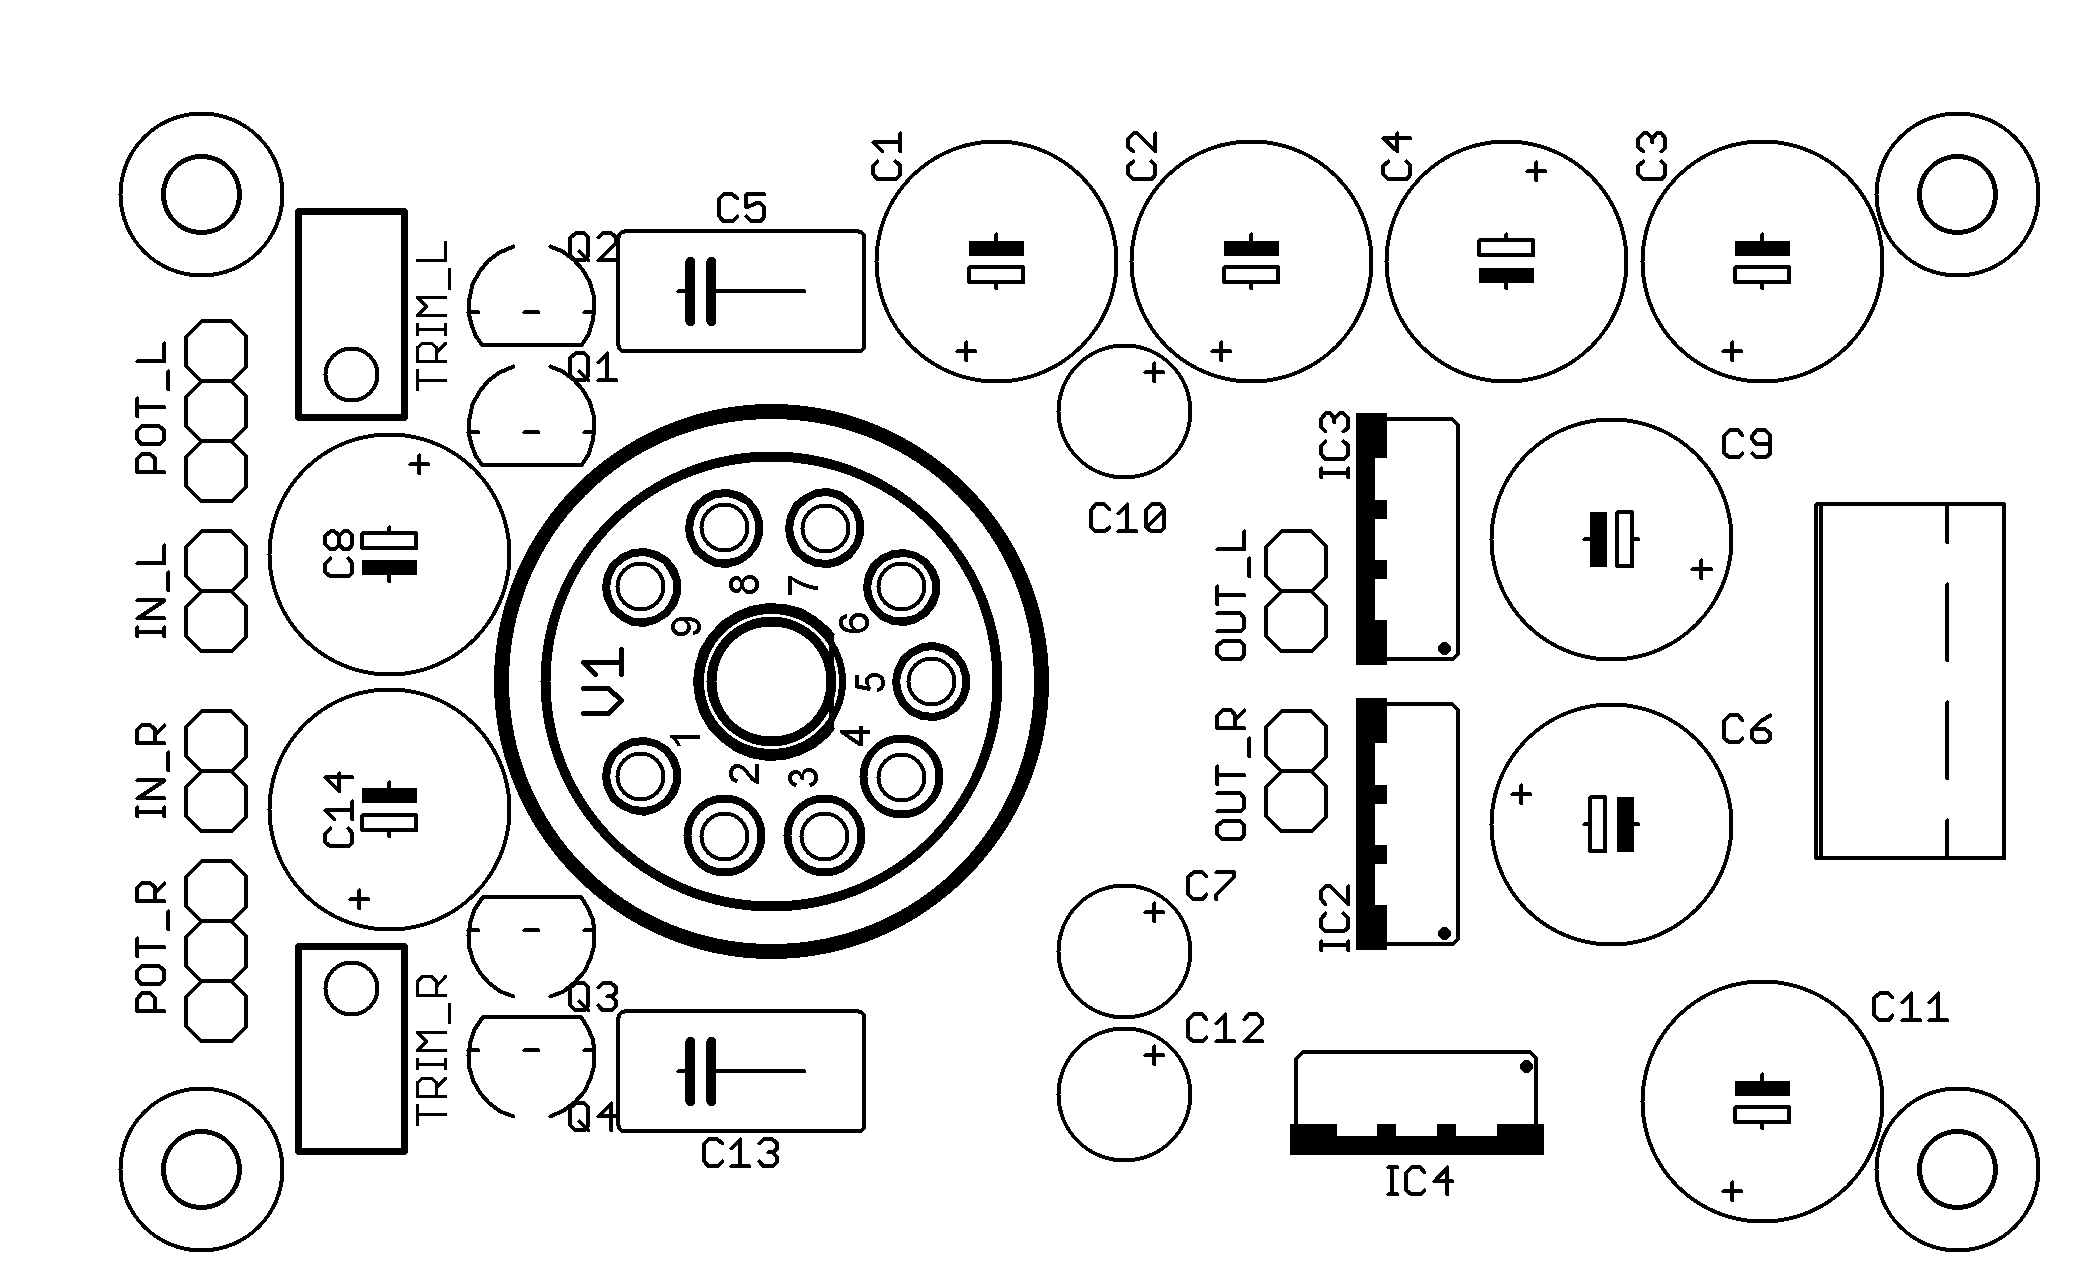 C1
C2
C4
C3
C5
Q2
TRIM_L
POT_L
Q1
IC3
C9
C10
C8
IN_L
OUT_L
8
7
9
6
V1
5
1
4
2
3
IN_R
OUT_R
C6
C14
C7
POT_R
IC2
Q3
TRIM_R
C11
C12
Q4
C13
IC4